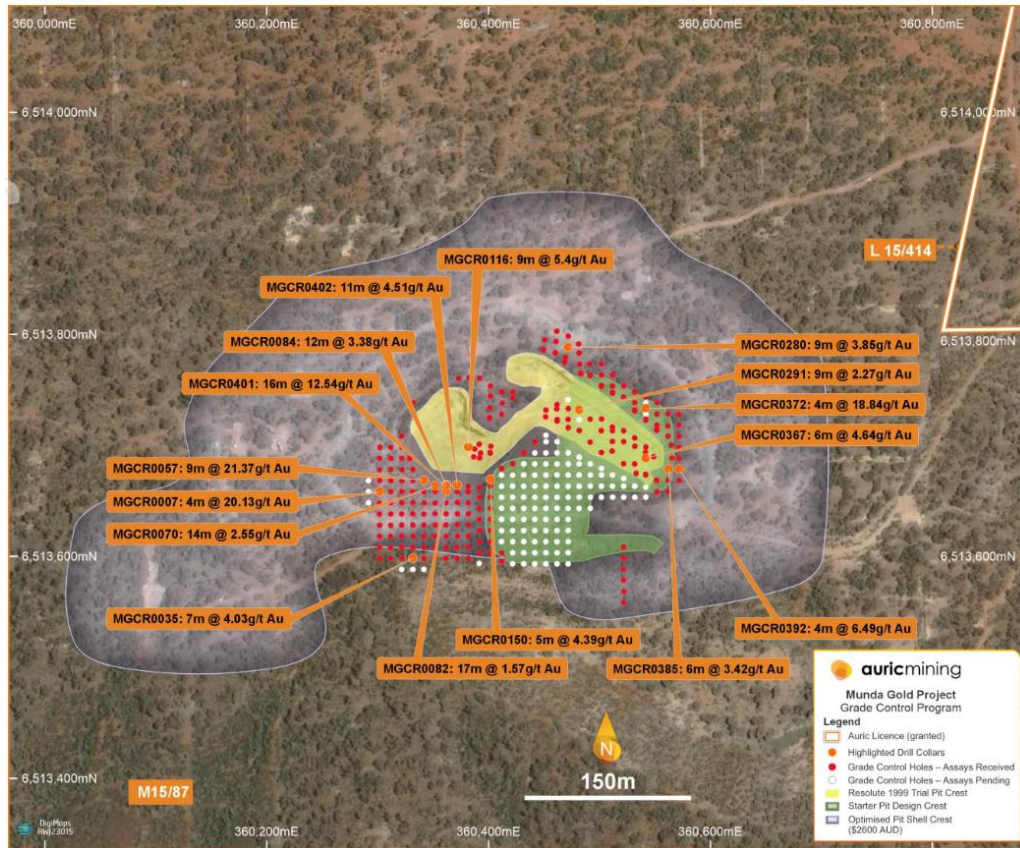 360,000mE
360,200mE
360,400mE
360,600mE
360,800mE
6,514,000mN
6,514,000mN
L 15/414
MGCR0116: 9m @ 5.4g/t Au
MGCR0402: 11m @ 4.51g/t Au
MGCR0084: 12m @ 3.38g/t Au
MGCR0401: 16m @ 12.54g/t Au
6,513,800mN
6,513,800mN
MGCR0280: 9m @ 3.85g/t Au
MGCR0291: 9m @ 2.27g/t Au
MGCR0372: 4m @ 18.84g/t Au
MGCR0367: 6m @ 4.64g/t Au
MGCR0057: 9m @ 21.37g/t Au
MGCR0007: 4m @ 20.13g/t Au
MGCR0070: 14m @ 2.55g/t Au
6,513,600mN
6,513,600mN
MGCR0035: 7m @ 4.03g/t Au
MGCR0150: 5m @ 4.39g/t Au
MGCR0392: 4m @ 6.49g/t Au
MGCR0082: 17m @ 1.57g/t Au
MGCR0385: 6m @ 3.42g/t Au
auricmining
Munda Gold Project
Grade Control Program
Legend
Auric Licence (granted)
Highlighted Drill Collars
Grade Control Holes – Assays Received
Grade Control Holes – Assays Pending
Resolute 1999 Trial Pit Crest
Starter Pit Design Crest
Optimised Pit Shell Crest
($2600 AUD)
N
150m
6,513,400mN
M15/87
DigiMaps
360,200mE
360,400mE
360,600mE